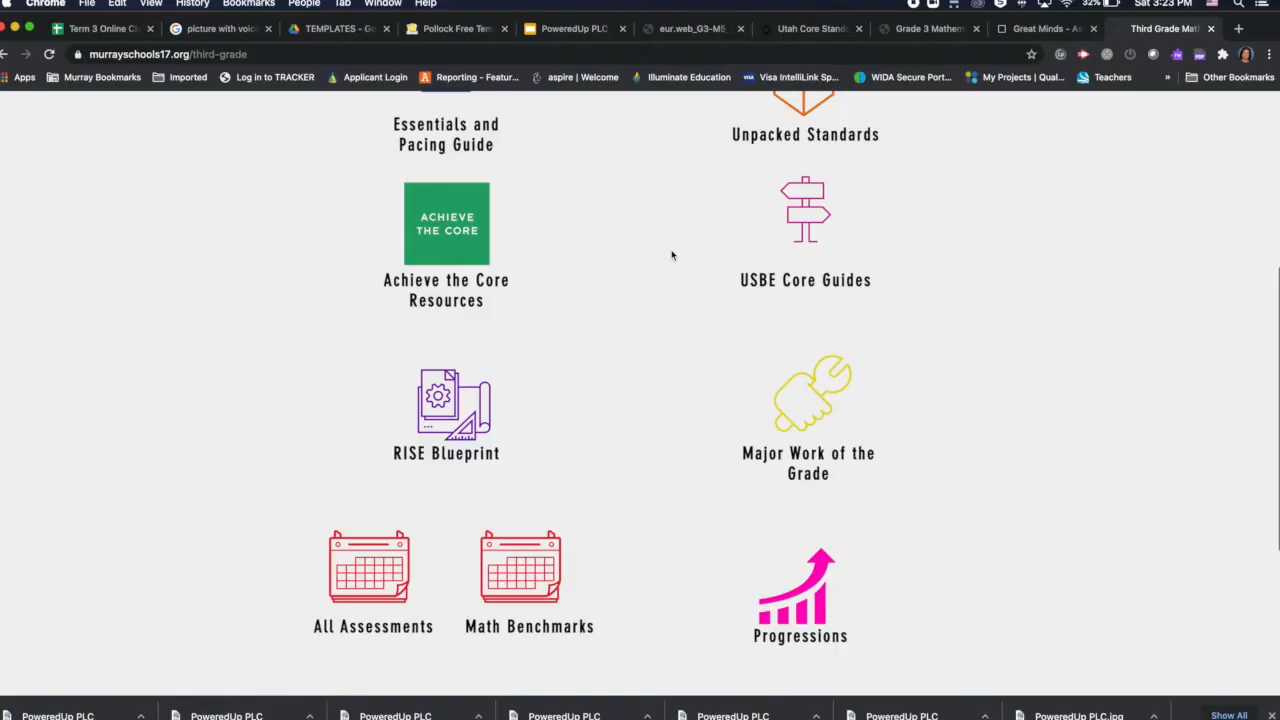 Chrome File Edit View History Bookmarks People Tab Window Help
32% Sat 3:23 PM
Term 3 Online Cl
picture with voic
TEMPLATES - Go
Pollock Free Tem
PoweredUp PLC
eur.web_G3-M5_
Utah Core Stand
Grade 3 Mathem
Great Minds - As
Third Grade Mat
murrayschools17.org/third-grade
Apps
Murray Bookmarks
Imported
Log in to TRACKER
Applicant Login
Reporting - Featur...
aspire | Welcome
Illuminate Education
Visa IntelliLink Sp...
WIDA Secure Port...
My Projects | Qual...
Teachers
»
Other Bookmarks
Essentials and
Pacing Guide
Unpacked Standards
ACHIEVE
THE CORE
Achieve the Core
Resources
USBE Core Guides
RISE Blueprint
Major Work of the
Grade
All Assessments
Math Benchmarks
Progressions
PoweredUp PLC
PoweredUp PLC
PoweredUp PLC
PoweredUp PLC
PoweredUp PLC
PoweredUp PLC
PoweredUp PLC.jpg
Show All